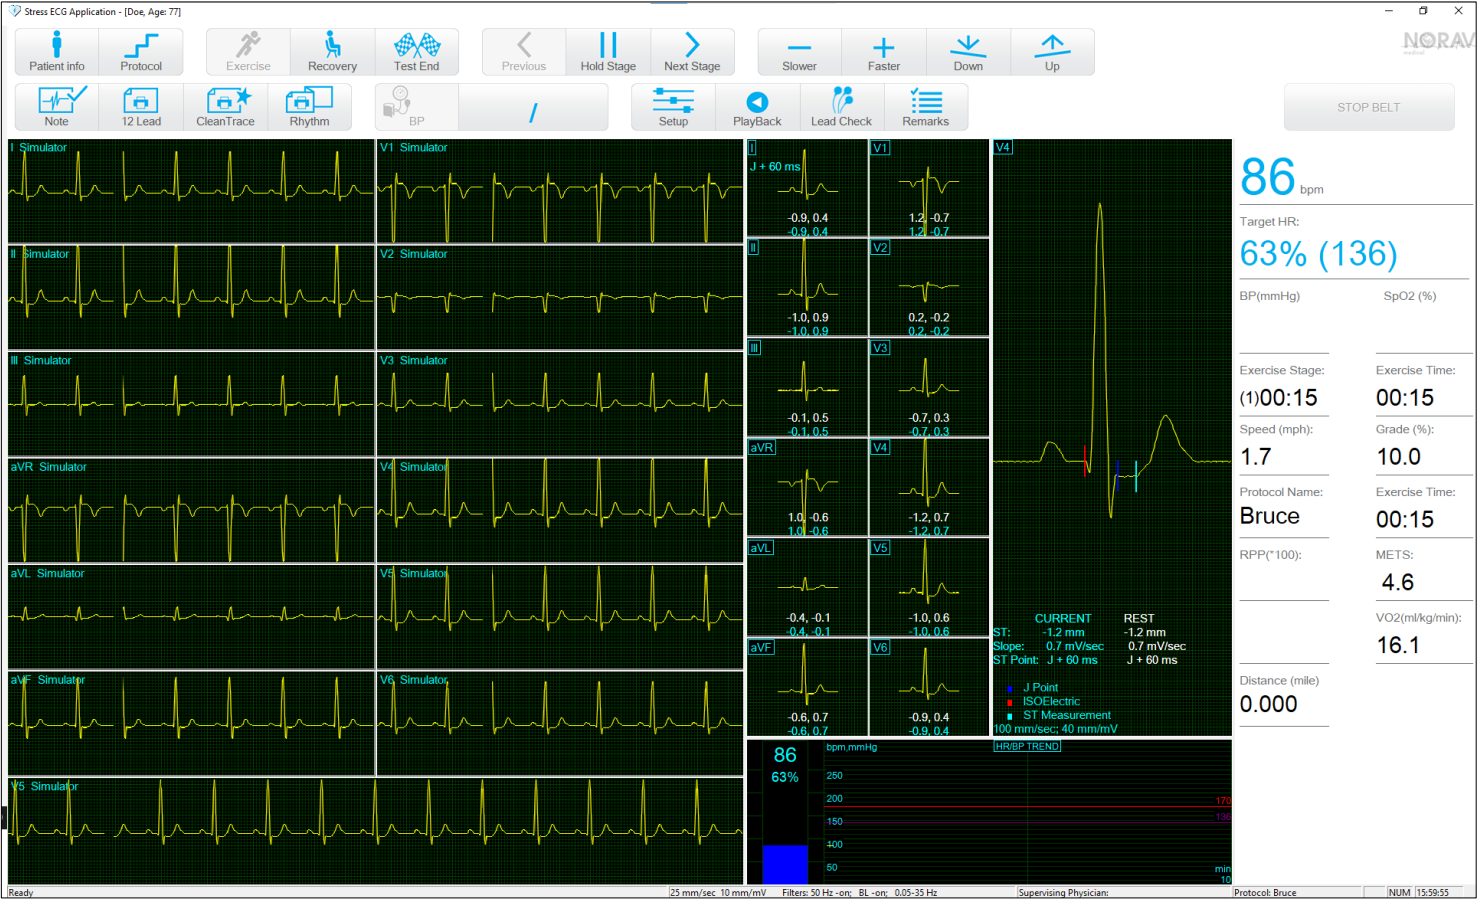 Stress ECG Application - [Doe, Age: 77]
Patient info
Protocol
Exercise
Recovery
Test End
Previous
Hold Stage
Next Stage
Slower
Faster
Down
Up
NORAV
medical
Note
12 Lead
CleanTrace
Rhythm
BP
/
Setup
PlayBack
Lead Check
Remarks
STOP BELT
I Simulator
V1 Simulator
II Simulator
V2 Simulator
III Simulator
V3 Simulator
aVR Simulator
V4 Simulator
aVL Simulator
V5 Simulator
aVF Simulator
V6 Simulator
V5 Simulator
I
J + 60 ms
-0.9, 0.4
-0.9, 0.4
V1
1.2, -0.7
1.2, -0.7
II
-1.0, 0.9
-1.0, 0.9
V2
0.2, -0.2
0.2, -0.2
III
-0.1, 0.5
-0.1, 0.5
V3
-0.7, 0.3
-0.7, 0.3
aVR
1.0, -0.6
1.0, -0.6
V4
-1.2, 0.7
-1.2, 0.7
aVL
-0.4, -0.1
-0.4, -0.1
V5
-1.0, 0.6
-1.0, 0.6
aVF
-0.6, 0.7
-0.6, 0.7
V6
-0.9, 0.4
-0.9, 0.4
V4
CURRENT REST
ST: -1.2 mm -1.2 mm
Slope: 0.7 mV/sec 0.7 mV/sec
ST Point: J + 60 ms J + 60 ms
J Point
ISOElectric
ST Measurement
100 mm/sec; 40 mm/mV
86
63%
bpm,mmHg
HR/BP TREND
250
200
170
150
136
100
50
min
10
86 bpm
Target HR:
63% (136)
BP(mmHg) SpO2 (%)
Exercise Stage: Exercise Time:
(1)00:15 00:15
Speed (mph): Grade (%):
1.7 10.0
Protocol Name: Exercise Time:
Bruce 00:15
RPP(*100): METS:
4.6
VO2(ml/kg/min):
16.1
Distance (mile)
0.000
Ready
25 mm/sec 10 mm/mV Filters: 50 Hz -on; BL -on; 0.05-35 Hz
Supervising Physician:
Protocol: Bruce
NUM
15:59:55